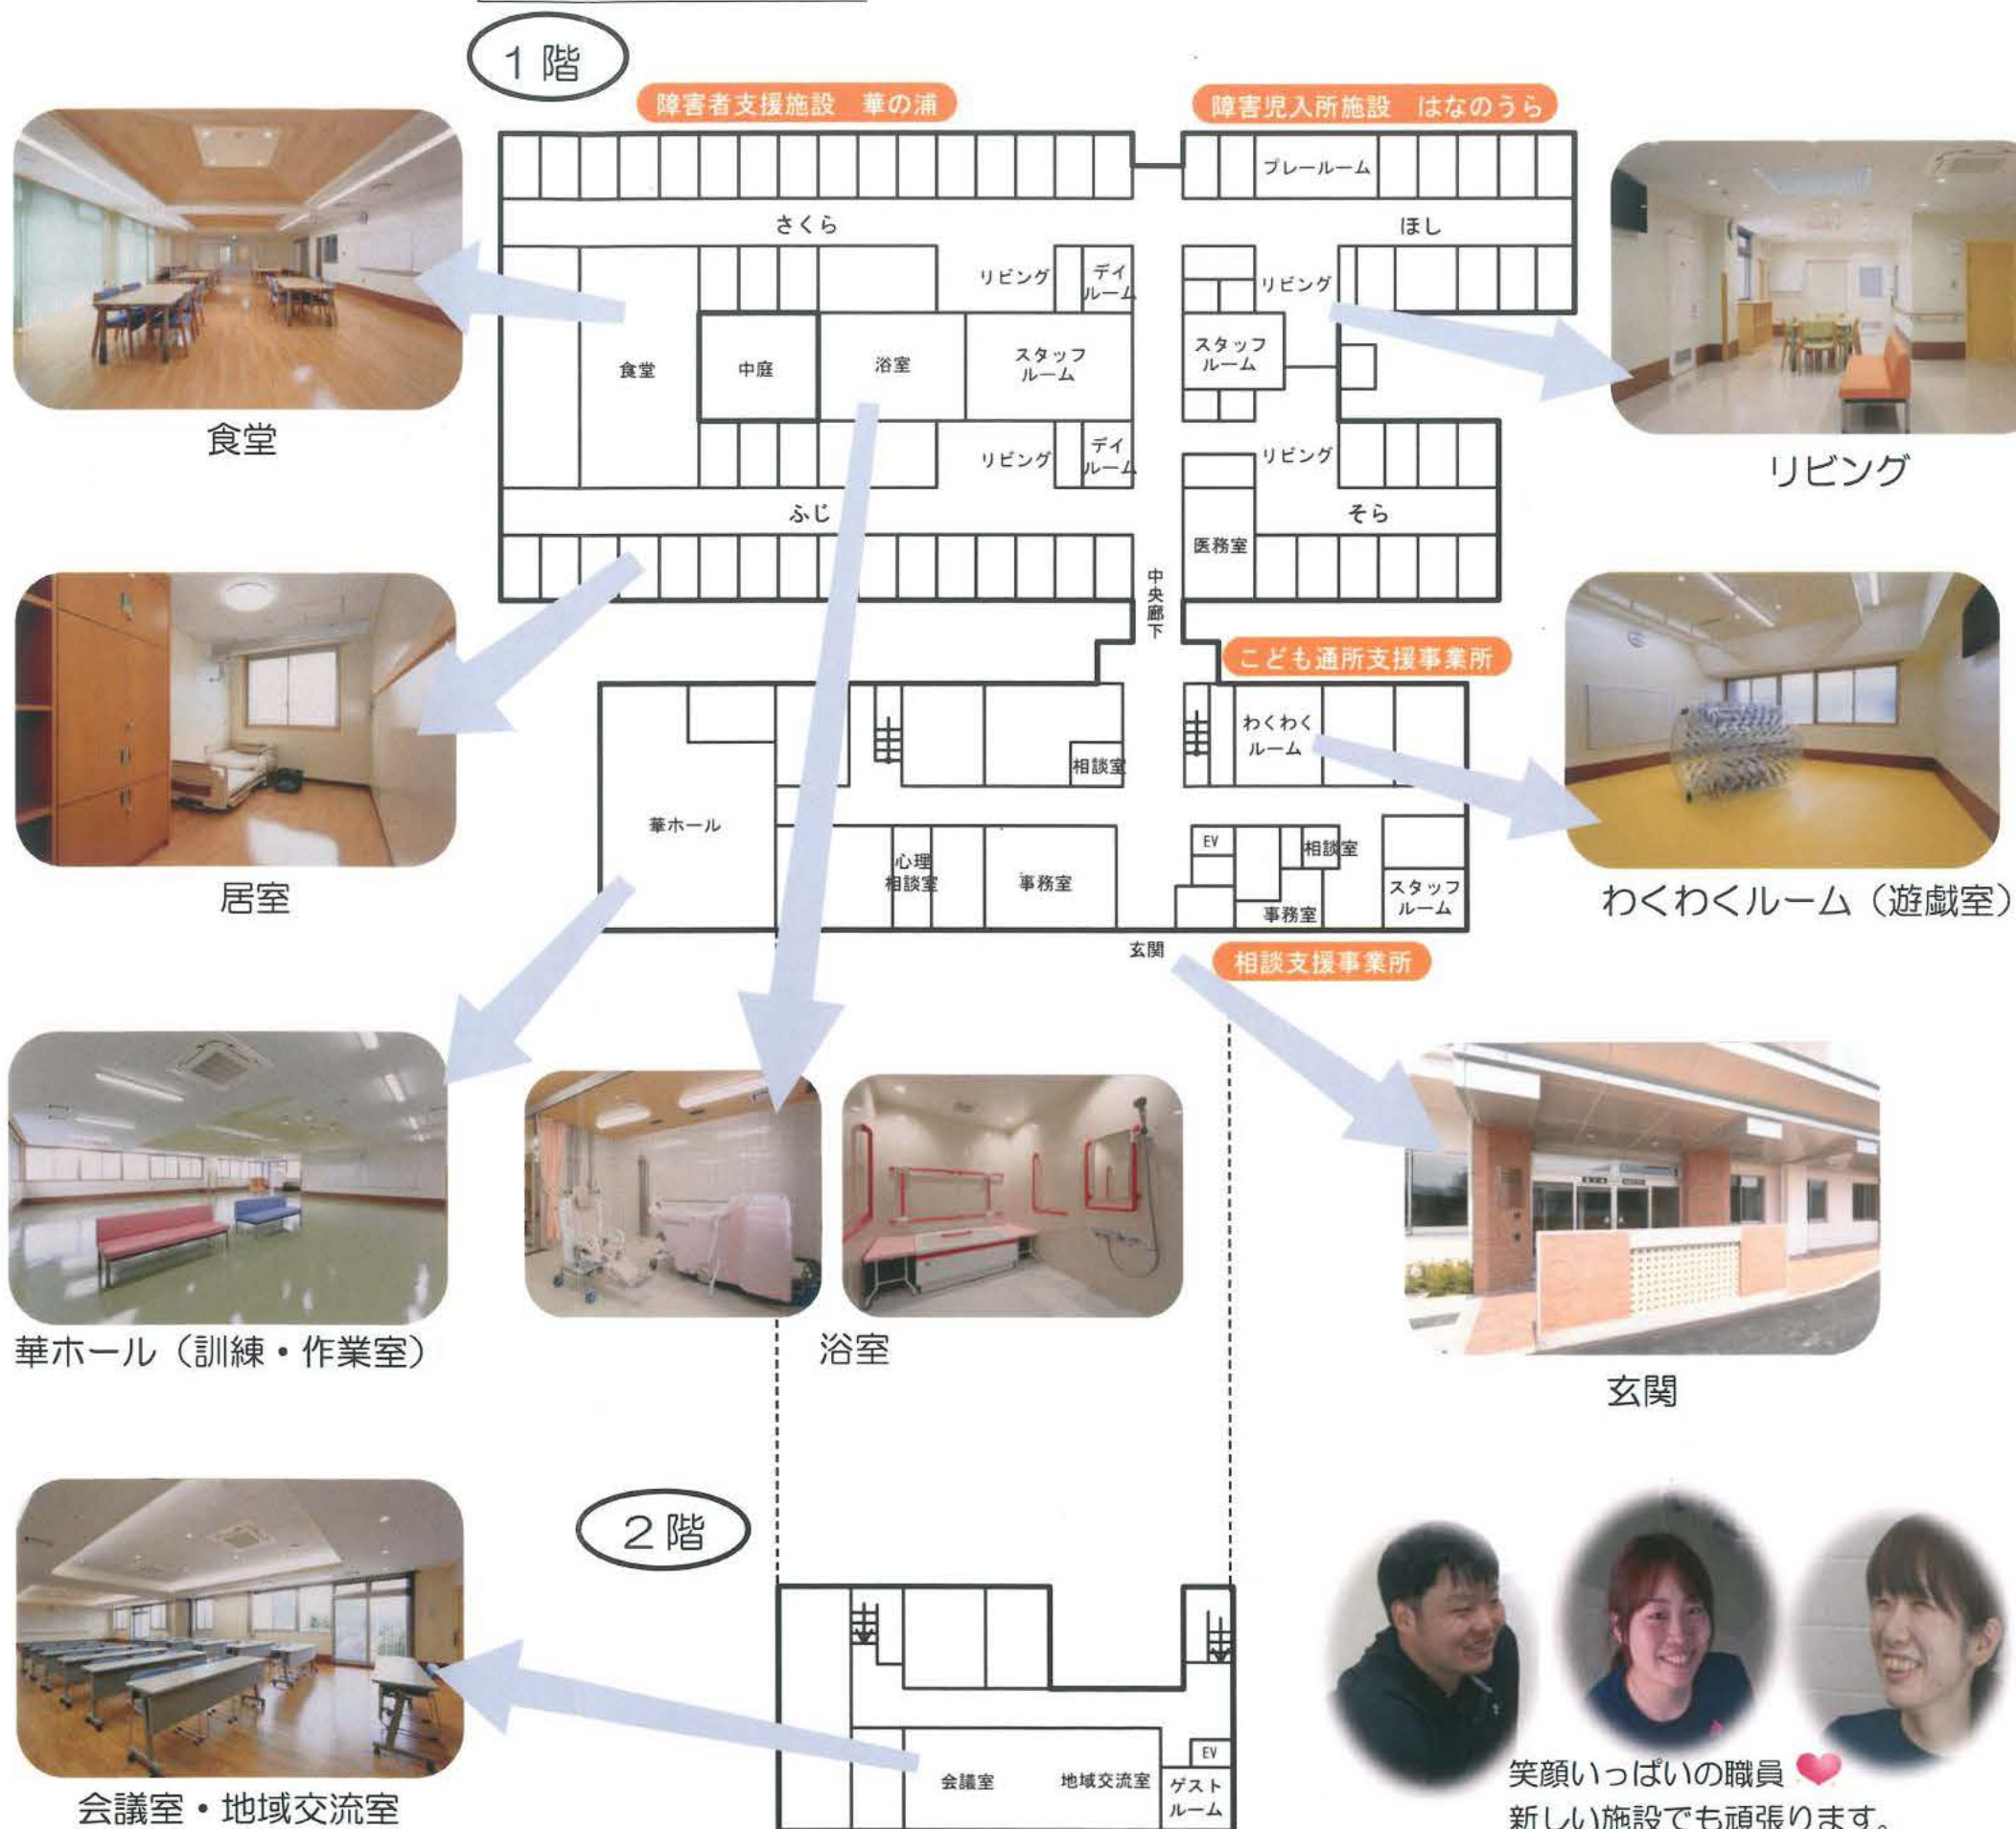 1階
障害者支援施設　華の浦
障害児入所施設　はなのうら
プレールーム
さくら
ほし
リビング
デイ
ルーム
リビング
食堂
中庭
浴室
スタッフ
ルーム
スタッフ
ルーム
リビング
デイ
ルーム
リビング
ふじ
そら
医務室
中央廊下
食堂
リビング
居室
こども通所支援事業所
わくわく
ルーム
相談室
華ホール
心理
相談室
事務室
EV
相談室
事務室
スタッフ
ルーム
わくわくルーム（遊戯室）
玄関
相談支援事業所
華ホール（訓練・作業室）
浴室
玄関
2階
会議室
地域交流室
EV
ゲスト
ルーム
会議室・地域交流室
笑顔いっぱいの職員
新しい施設でも頑張ります。